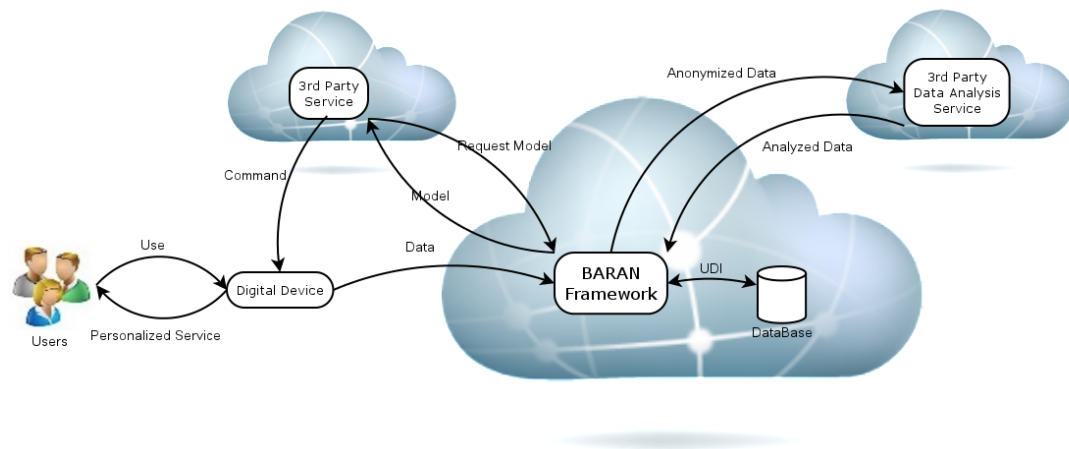 3rd Party
Service
Anonymized Data
3rd Party
Data Analysis
Service
Request Model
Analyzed Data
Command
Model
Use
Data
Digital Device
BARAN
Framework
UDI
DataBase
Personalized Service
Users